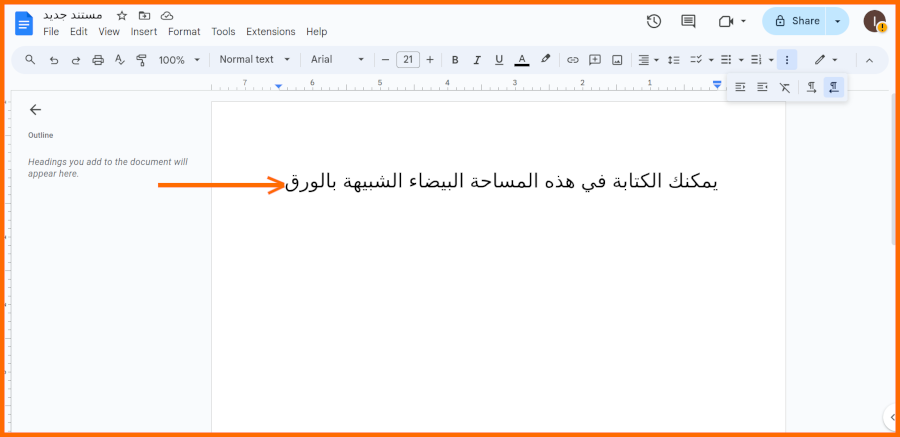 مستند جديد
File Edit View Insert Format Tools Extensions Help
Share
I
100% Normal text Arial 21 B I U A
7 6 5 4 3 2 1
Outline
Headings you add to the document will
appear here.
يمكنك الكتابة في هذه المساحة البيضاء الشبيهة بالورق